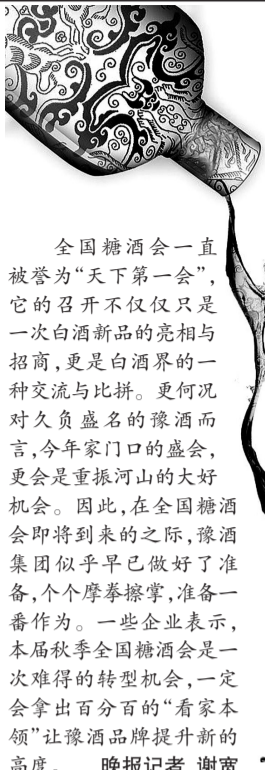 全国糖酒会一直
被誉为“天下第一会”，
它的召开不仅仅只是
一次白酒新品的亮相与
招商，更是白酒界的一
种交流与比拼。更何况
对久负盛名的豫酒而
言，今年家门口的盛会，
更会是重振河山的大好
机会。因此，在全国糖酒
会即将到来的之际，豫酒
集团似乎早已做好了准
备，个个摩拳擦掌，准备一
番作为。一些企业表示，
本届秋季全国糖酒会是一
次难得的转型机会，一定
会拿出百分百的“看家本
领”让豫酒品牌提升新的
高度。 晚报记者 谢宽